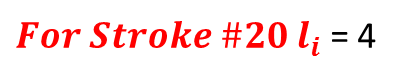 For Stroke #20 lᵢ = 4